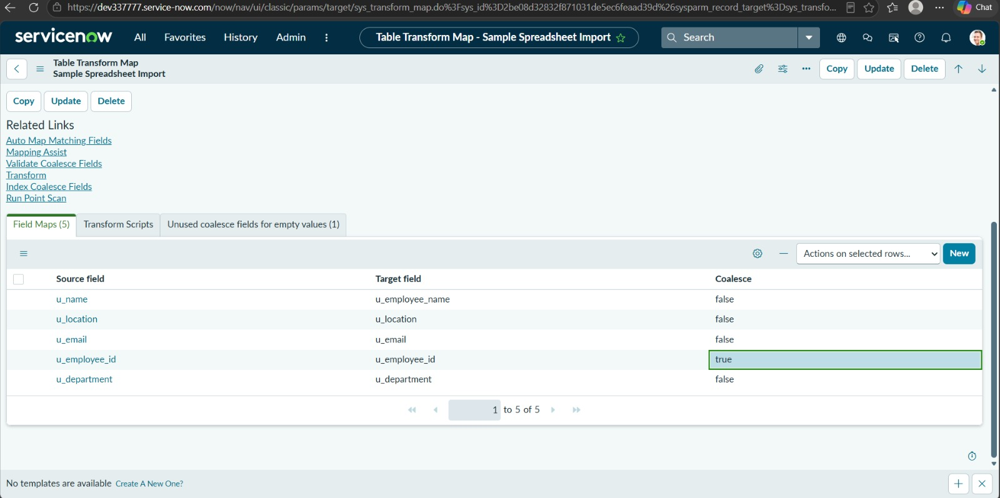 https://dev337777.service-now.com/now/nav/ui/classic/params/target/sys_transform_map.do%3Fsys_id%3D2be08d32832f871031de5ec6feaad39d%26sysparm_record_target%3Dsys_transfo... Chat
servicenow All Favorites History Admin Table Transform Map - Sample Spreadsheet Import Search
Table Transform Map
Sample Spreadsheet Import
Copy Update Delete
Copy Update Delete
Related Links
Auto Map Matching Fields
Mapping Assist
Validate Coalesce Fields
Transform
Index Coalesce Fields
Run Point Scan
Field Maps (5) Transform Scripts Unused coalesce fields for empty values (1)
Actions on selected rows... New
Source field Target field Coalesce
u_name u_employee_name false
u_location u_location false
u_email u_email false
u_employee_id u_employee_id true
u_department u_department false
1 to 5 of 5
No templates are available Create A New One?